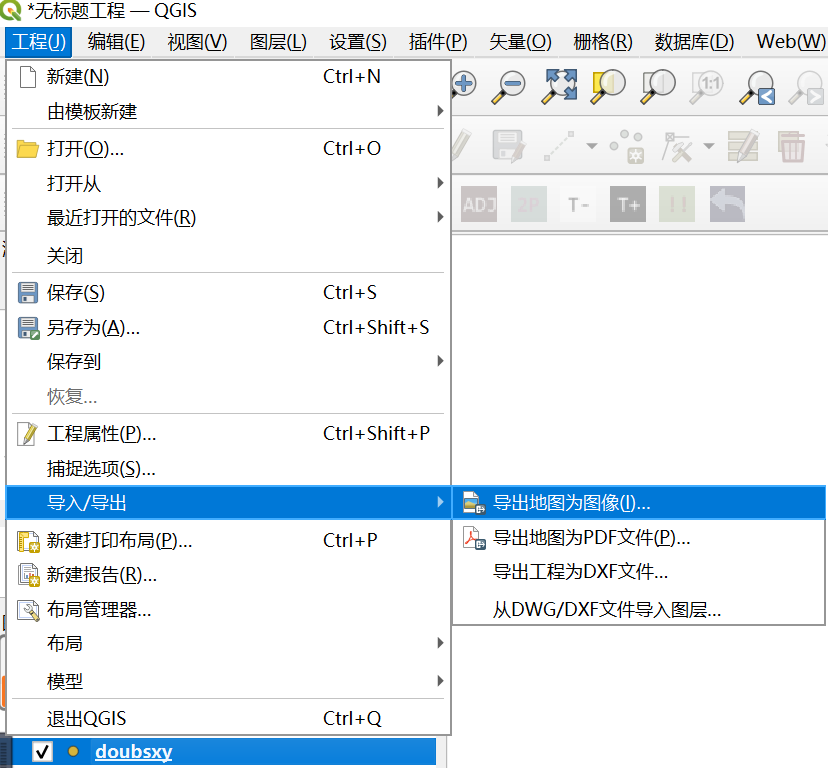 *无标题工程 — QGIS
工程(J) 编辑(E) 视图(V) 图层(L) 设置(S) 插件(P) 矢量(O) 栅格(R) 数据库(D) Web(W)
新建(N) Ctrl+N
由模板新建
打开(O)... Ctrl+O
打开从
最近打开的文件(R)
关闭
保存(S) Ctrl+S
另存为(A)... Ctrl+Shift+S
保存到
恢复...
工程属性(P)... Ctrl+Shift+P
捕捉选项(S)...
导入/导出
新建打印布局(P)... Ctrl+P
新建报告(R)...
布局管理器...
布局
模型
退出QGIS Ctrl+Q
导出地图为图像(I)...
导出地图为PDF文件(P)...
导出工程为DXF文件...
从DWG/DXF文件导入图层...
1:1
ADJ 2P T- T+ !!
doubsxy